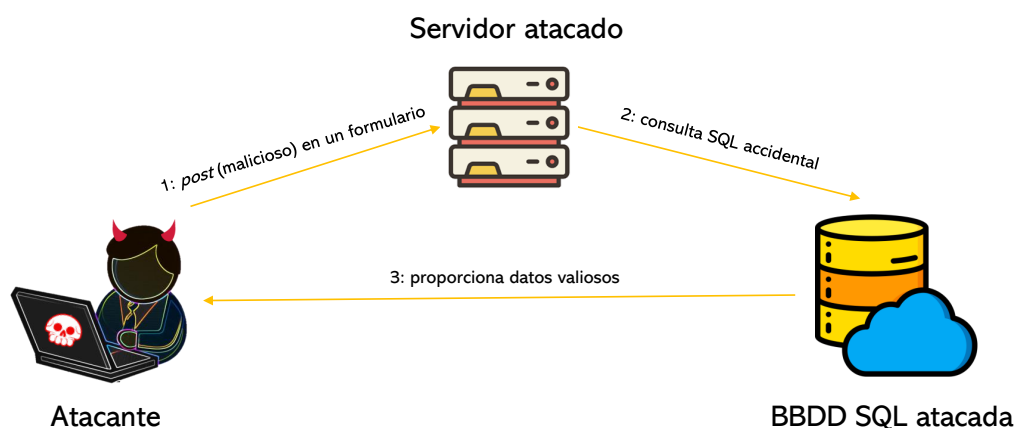 Servidor atacado
1: post (malicioso) en un formulario
2: consulta SQL accidental
3: proporciona datos valiosos
Atacante
BBDD SQL atacada